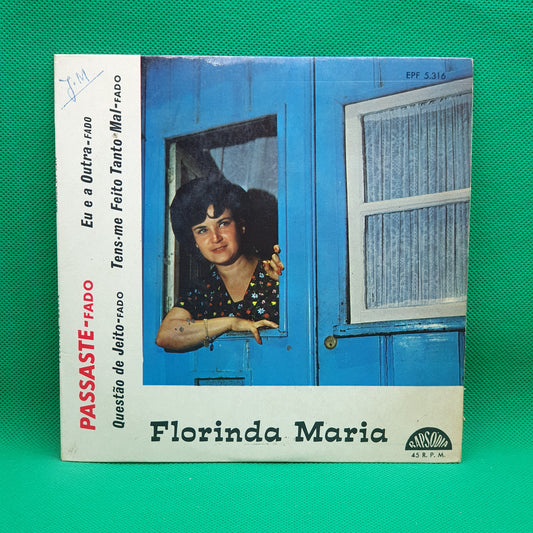 J.M
EPF 5.316
PASSASTE-FADO
Eu e a Outra-FADO
Questão de Jeito-FADO
Tens-me Feito Tanto Mal-FADO
Florinda Maria
RAPSODIA
45 R. P. M.